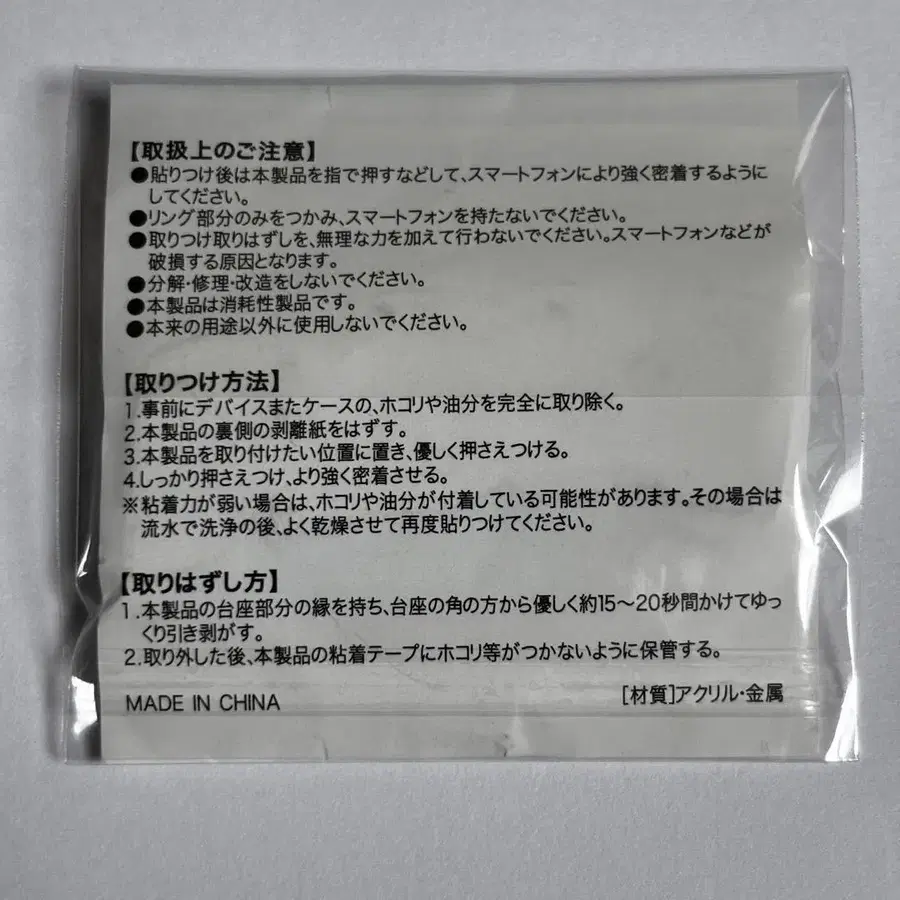 【取扱上のご注意】
●貼りつけ後は本製品を指で押すなどして、スマートフォンにより強く密着するように
してください。
●リング部分のみをつかみ、スマートフォンを持たないでください。
●取りつけ取りはずしを、無理な力を加えて行わないでください。スマートフォンなどが
破損する原因となります。
●分解・修理・改造をしないでください。
●本製品は消耗性製品です。
●本来の用途以外に使用しないでください。
【取りつけ方法】
1.事前にデバイスまたケースの、ホコリや油分を完全に取り除く。
2.本製品の裏側の剥離紙をはずす。
3.本製品を取り付けたい位置に置き、優しく押さえつける。
4.しっかり押さえつけ、より強く密着させる。
※粘着力が弱い場合は、ホコリや油分が付着している可能性があります。その場合は
流水で洗浄の後、よく乾燥させて再度貼りつけてください。
【取りはずし方】
1.本製品の台座部分の縁を持ち、台座の角の方から優しく約15〜20秒間かけてゆっ
くり引き剥がす。
2.取り外した後、本製品の粘着テープにホコリ等がつかないように保管する。
MADE IN CHINA
[材質]アクリル・金属